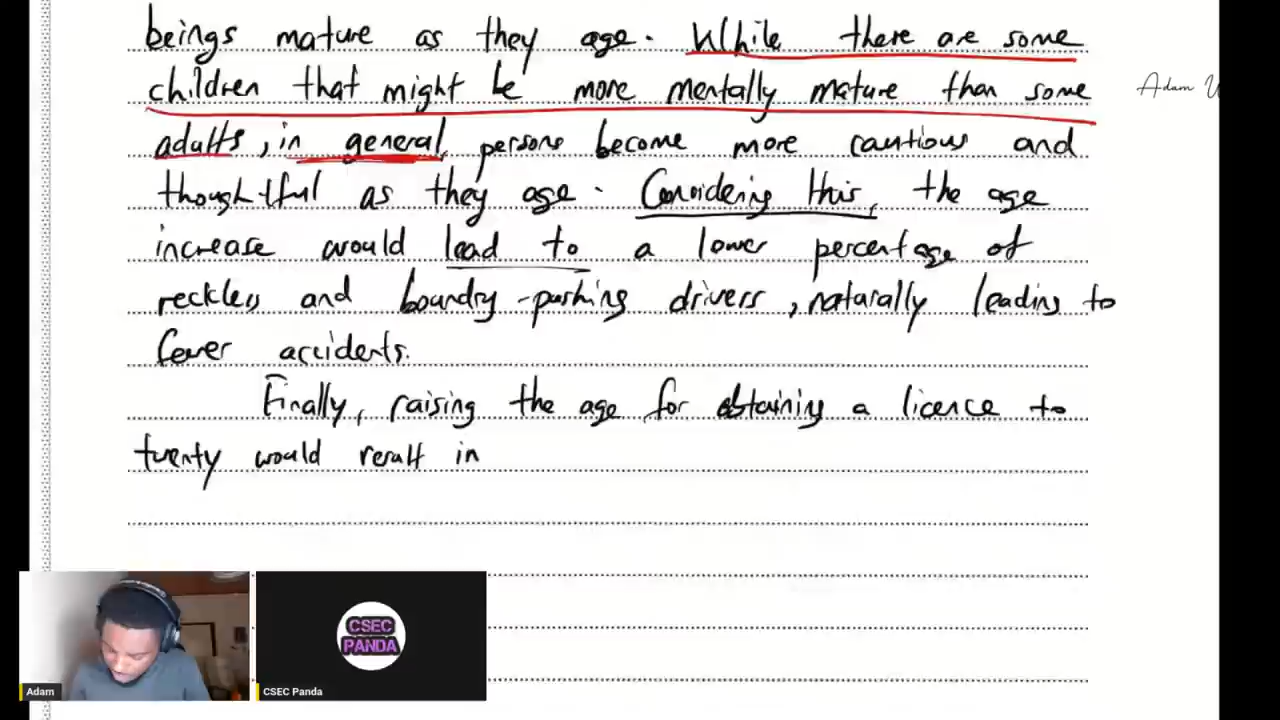 beings mature as they age. While there are some
children that might be more mentally mature than some
adults, in general, persons become more cautious and
thoughtful as they age. Considering this, the age
increase would lead to a lower percentage of
reckless and boundry-pushing drivers, naturally leading to
fewer accidents.
Finally, raising the age for obtaining a licence to
twenty would result in
Adam
CSEC
PANDA
Adam
CSEC Panda